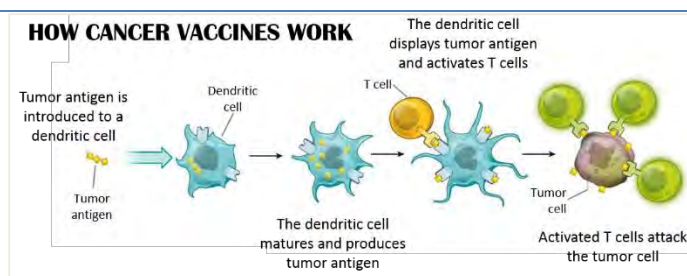 HOW CANCER VACCINES WORK
Tumor antigen is
introduced to a
dendritic cell
Tumor
antigen
Dendritic
cell
The dendritic cell
matures and produces
tumor antigen
The dendritic cell
displays tumor antigen
and activates T cells
T cell
Tumor
cell
Activated T cells attack
the tumor cell